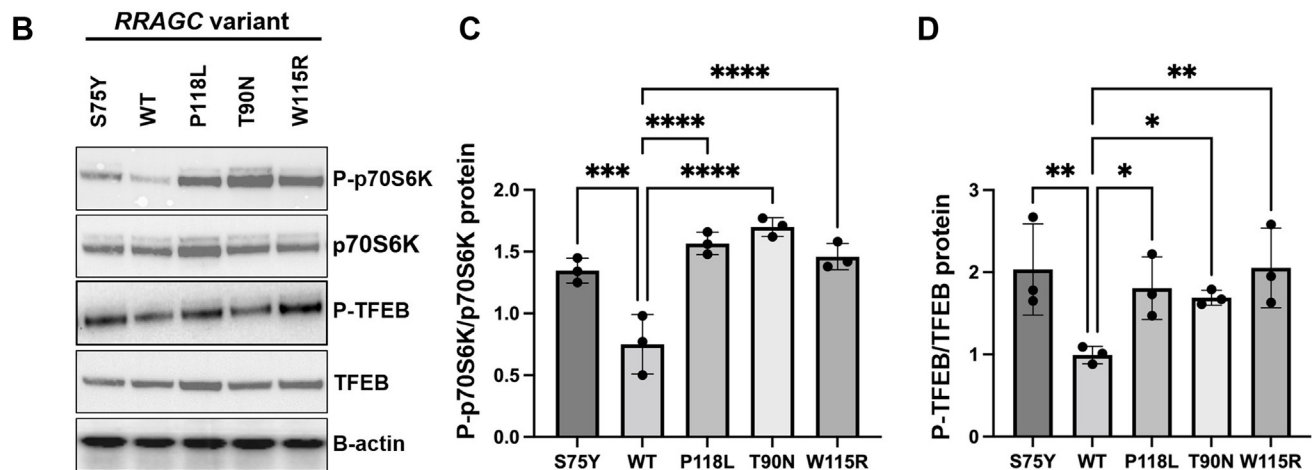 B
RRAGC variant
S75Y
WT
P118L
T90N
W115R
P-p70S6K
p70S6K
P-TFEB
TFEB
B-actin
C
P-p70S6K/p70S6K protein
2.0
1.5
1.0
0.5
0.0
***
****
****
****
S75Y WT P118L T90N W115R
D
P-TFEB/TFEB protein
3
2
1
0
**
*
*
**
S75Y WT P118L T90N W115R